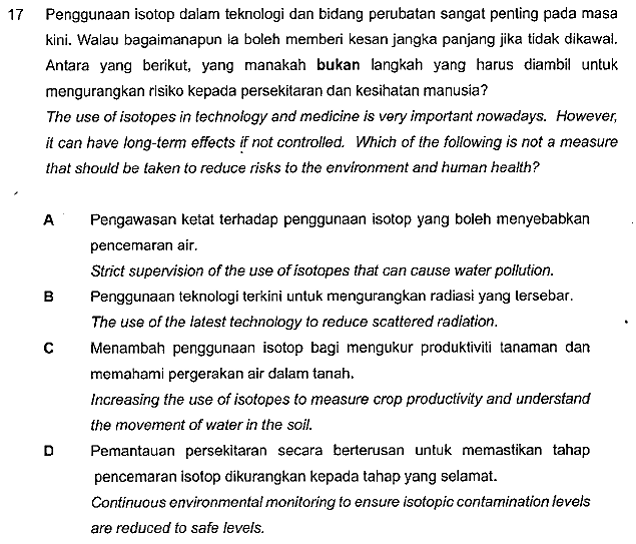 17 Penggunaan isotop dalam teknologi dan bidang perubatan sangat penting pada masa
kini. Walau bagaimanapun ia boleh memberi kesan jangka panjang jika tidak dikawal.
Antara yang berikut, yang manakah bukan langkah yang harus diambil untuk
mengurangkan risiko kepada persekitaran dan kesihatan manusia?
The use of isotopes in technology and medicine is very important nowadays. However,
it can have long-term effects if not controlled. Which of the following is not a measure
that should be taken to reduce risks to the environment and human health?
A Pengawasan ketat terhadap penggunaan isotop yang boleh menyebabkan
pencemaran air.
Strict supervision of the use of isotopes that can cause water pollution.
B Penggunaan teknologi terkini untuk mengurangkan radiasi yang tersebar.
The use of the latest technology to reduce scattered radiation.
C Menambah penggunaan isotop bagi mengukur produktiviti tanaman dan
memahami pergerakan air dalam tanah.
Increasing the use of isotopes to measure crop productivity and understand
the movement of water in the soil.
D Pemantauan persekitaran secara berterusan untuk memastikan tahap
pencemaran isotop dikurangkan kepada tahap yang selamat.
Continuous environmental monitoring to ensure isotopic contamination levels
are reduced to safe levels.